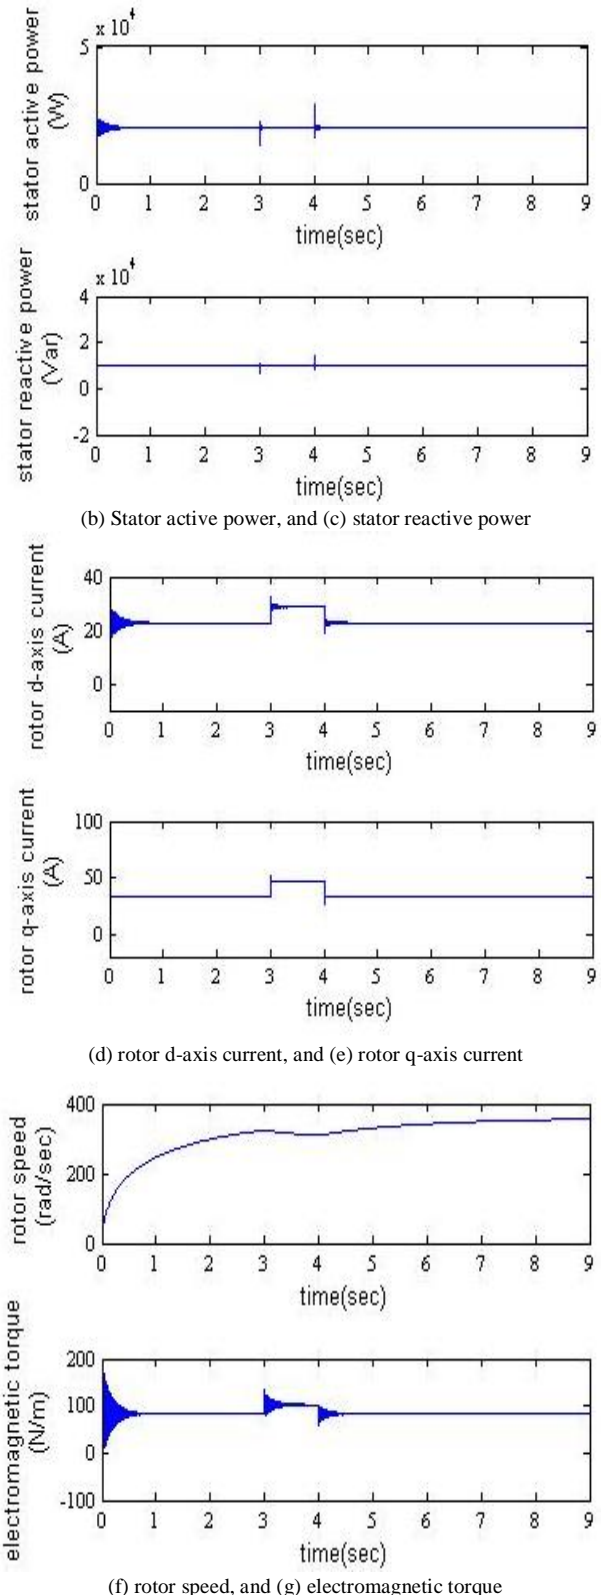 x 10⁴
5
0
stator active power
(W)
0 1 2 3 4 5 6 7 8 9
time(sec)
x 10⁴
4
2
0
-2
stator reactive power
(Var)
0 1 2 3 4 5 6 7 8 9
time(sec)
(b) Stator active power, and (c) stator reactive power
40
20
0
rotor d-axis current
(A)
0 1 2 3 4 5 6 7 8 9
time(sec)
100
50
0
rotor q-axis current
(A)
0 1 2 3 4 5 6 7 8 9
time(sec)
(d) rotor d-axis current, and (e) rotor q-axis current
400
200
0
rotor speed
(rad/sec)
0 1 2 3 4 5 6 7 8 9
time(sec)
200
100
0
-100
electromagnetic torque
(N/m)
0 1 2 3 4 5 6 7 8 9
time(sec)
(f) rotor speed, and (g) electromagnetic torque